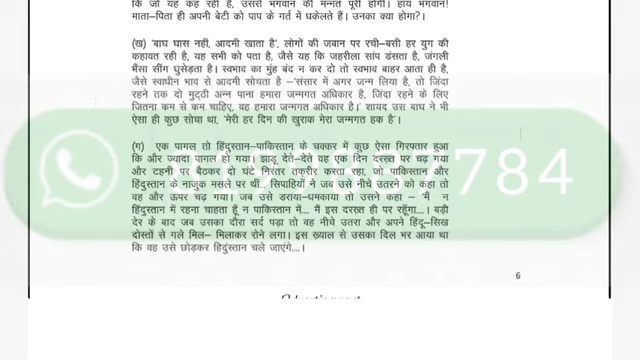 कि जो यह कह रही है, उससे भगवान की मन्नत पूरी होगी। हाय भगवान!
माता–पिता ही अपनी बेटी को पाप के गर्त में धकेलते हैं। उनका क्या होगा?।
(ख) 'बाघ घास नही, आदमी खाता है', लोगों की जबान पर रची–बसी हर युग की
कहावत रही है, यह सभी को पता है, जैसे यह कि जहरीला सांप डंसता है, जंगली
भैंसा सींग घुसेड़ता है। स्वभाव का मुंह बंद न कर दो तो स्वभाव बाहर आता ही है,
जैसे स्वाधीन भाव से आदमी सोचता है –'संसार में अगर जन्म लिया है, तो जिंदा
रहने तक दो मुट्ठी अन्न पाना हमारा जन्मगत अधिकार है, जिंदा रहने के लिए
जितना कम से कम चाहिए, वह हमारा जन्मगत अधिकार है।' शायद उस बाघ ने भी
ऐसा ही कुछ सोचा था, 'मेरी हर दिन की खुराक मेरा जन्मगत हक है'।
(ग) एक पागल तो हिंदुस्तान–पाकिस्तान के चक्कर में कुछ ऐसा गिरफ्तार हुआ
कि और ज्यादा पागल हो गया। झाडू देते–देते वह एक दिन दरख्त पर चढ़ गया
और टहनी पर बैठकर दो घंटे निरंतर तक़रीर करता रहा, जो पाकिस्तान और
हिंदुस्तान के नाजुक मसले पर थी... सिपाहियों ने जब उसे नीचे उतरने को कहा तो
वह और ऊपर चढ़ गया। जब उसे डराया–धमकाया तो उसने कहा – 'मैं न
हिंदुस्तान में रहना चाहता हूँ न पाकिस्तान में.... मैं इस दरख्त ही पर रहूँगा....। बड़ी
देर के बाद जब उसका दौरा सर्द पड़ा तो वह नीचे उतरा और अपने हिंदू–सिख
दोस्तों से गले मिल– मिलाकर रोने लगा। इस ख़्याल से उसका दिल भर आया था
कि वह उसे छोड़कर हिदुंस्तान चले जाएंगे....।
6